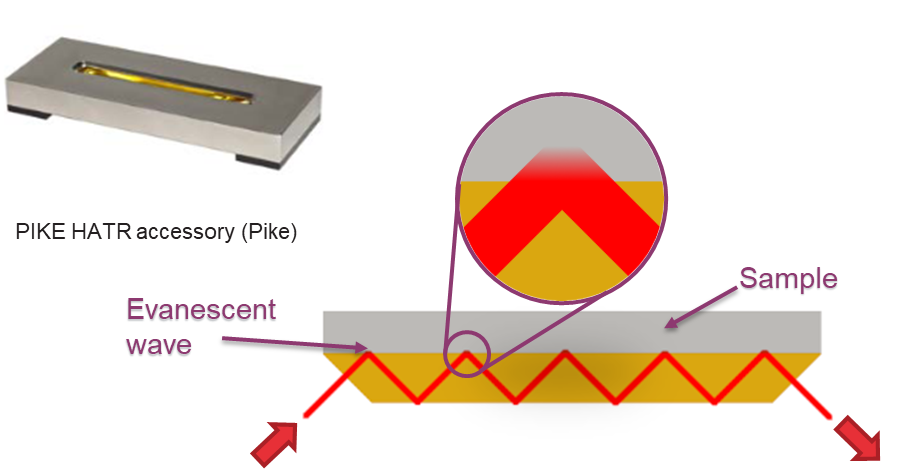 PIKE HATR accessory (Pike)
Sample
Evanescent
wave